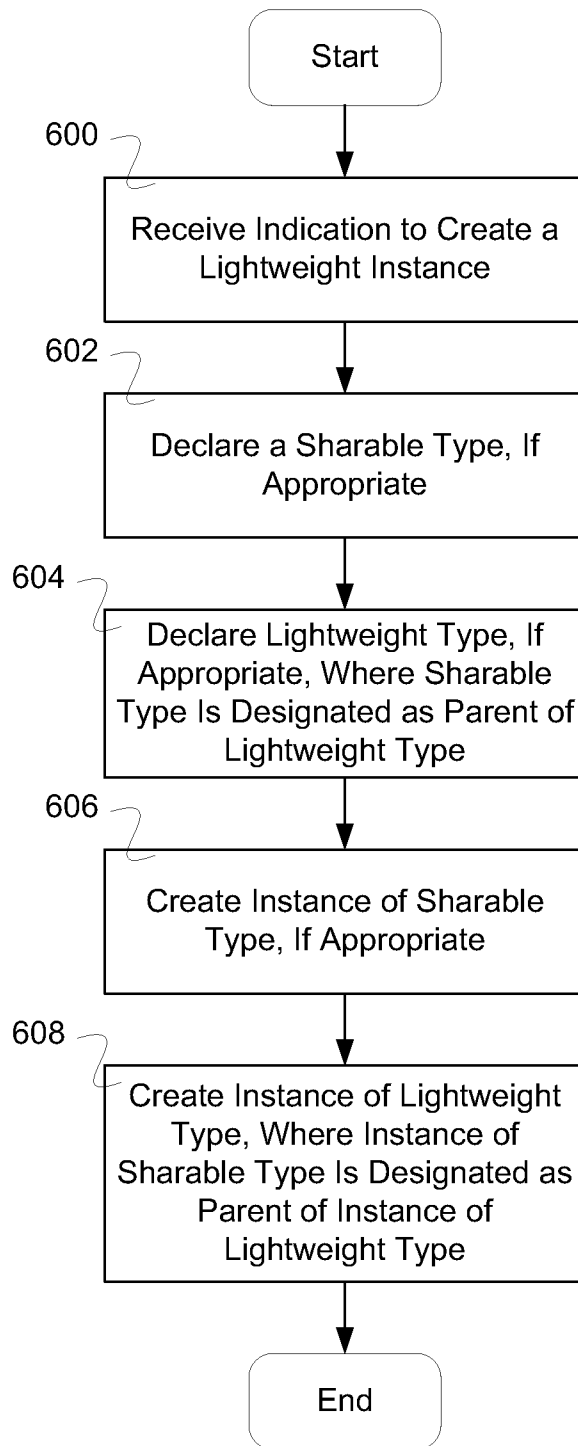 Start
600
Receive Indication to Create a
Lightweight Instance
602
Declare a Sharable Type, If
Appropriate
604
Declare Lightweight Type, If
Appropriate, Where Sharable
Type Is Designated as Parent of
Lightweight Type
606
Create Instance of Sharable
Type, If Appropriate
608
Create Instance of Lightweight
Type, Where Instance of
Sharable Type Is Designated as
Parent of Instance of
Lightweight Type
End